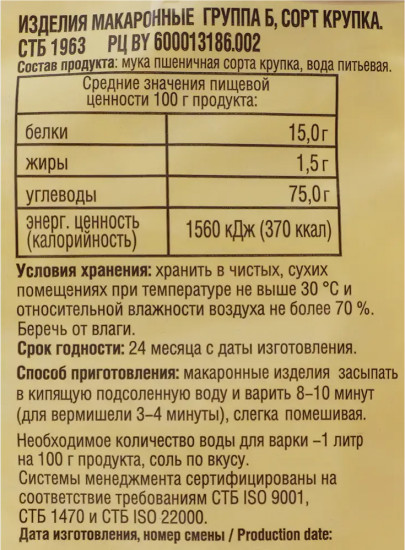 ИЗДЕЛИЯ МАКАРОННЫЕ ГРУППА Б, СОРТ КРУПКА.
СТБ 1963 РЦ BY 600013186.002
Состав продукта: мука пшеничная сорта крупка, вода питьевая.
Средние значения пищевой
ценности 100 г продукта:
белки 15,0 г
жиры 1,5 г
углеводы 75,0 г
энерг. ценность
(калорийность) 1560 кДж (370 ккал)
Условия хранения: хранить в чистых, сухих
помещениях при температуре не выше 30 °С и
относительной влажности воздуха не более 70 %.
Беречь от влаги.
Срок годности: 24 месяца с даты изготовления.
Способ приготовления: макаронные изделия засыпать
в кипящую подсоленную воду и варить 8–10 минут
(для вермишели 3–4 минуты), слегка помешивая.
Необходимое количество воды для варки –1 литр
на 100 г продукта, соль по вкусу.
Системы менеджмента сертифицированы на
соответствие требованиям СТБ ISO 9001,
СТБ 1470 и СТБ ISO 22000.
Дата изготовления, номер смены / Production date: